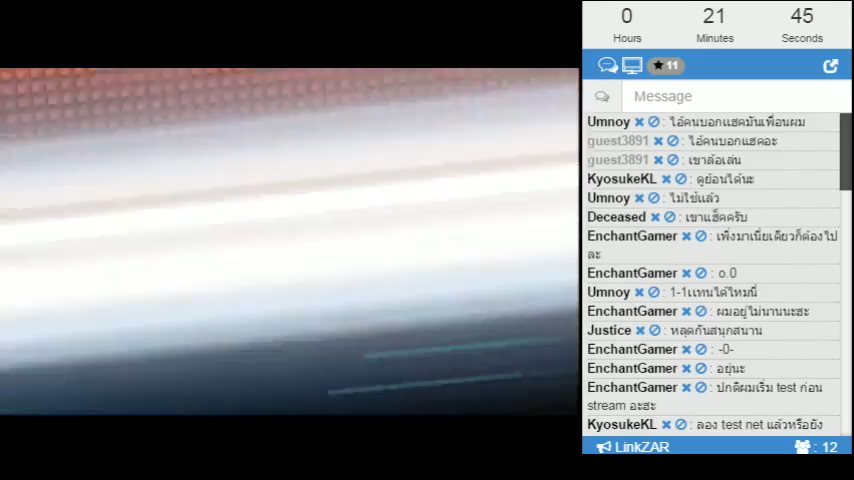 0 21 45
Hours Minutes Seconds
11
Message
Umnoy : ไอ้คนบอกแฮคมันเพื่อนผม
guest3891 : ไอ้คนบอกแฮคอะ
guest3891 : เขาล้อเล่น
KyosukeKL : ดูย้อนได้นะ
Umnoy : ไม่ใช้แล้ว
Deceased : เขาแฮ็คครับ
EnchantGamer : เพิ่งมาเนี่ยเดียวก็ต้องไป
ละ
EnchantGamer : o.0
Umnoy : 1-1แทนได้ไหมนี่
EnchantGamer : ผมอยู่ไม่นานนะฮะ
Justice : หลุดกันสนุกสนาน
EnchantGamer : -0-
EnchantGamer : อยุ่นะ
EnchantGamer : ปกติผมเริ่ม test ก่อน
stream อะฮะ
KyosukeKL : ลอง test net แล้วหรือยัง
LinkZAR : 12